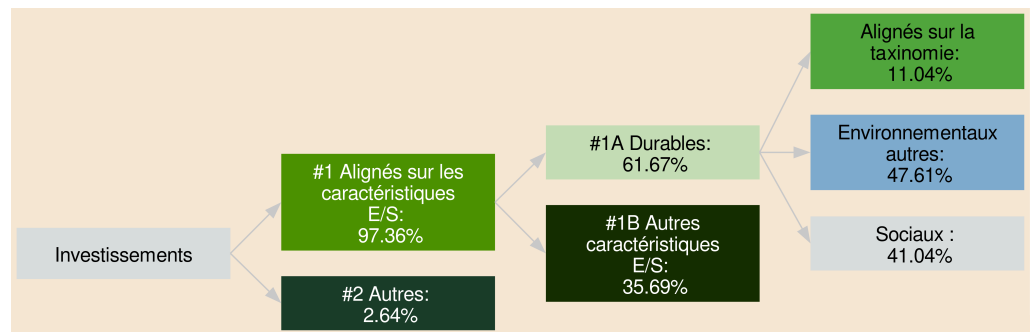 Investissements
#1 Alignés sur les
caractéristiques
E/S:
97.36%
#2 Autres:
2.64%
#1A Durables:
61.67%
#1B Autres
caractéristiques
E/S:
35.69%
Alignés sur la
taxinomie:
11.04%
Environnementaux
autres:
47.61%
Sociaux :
41.04%